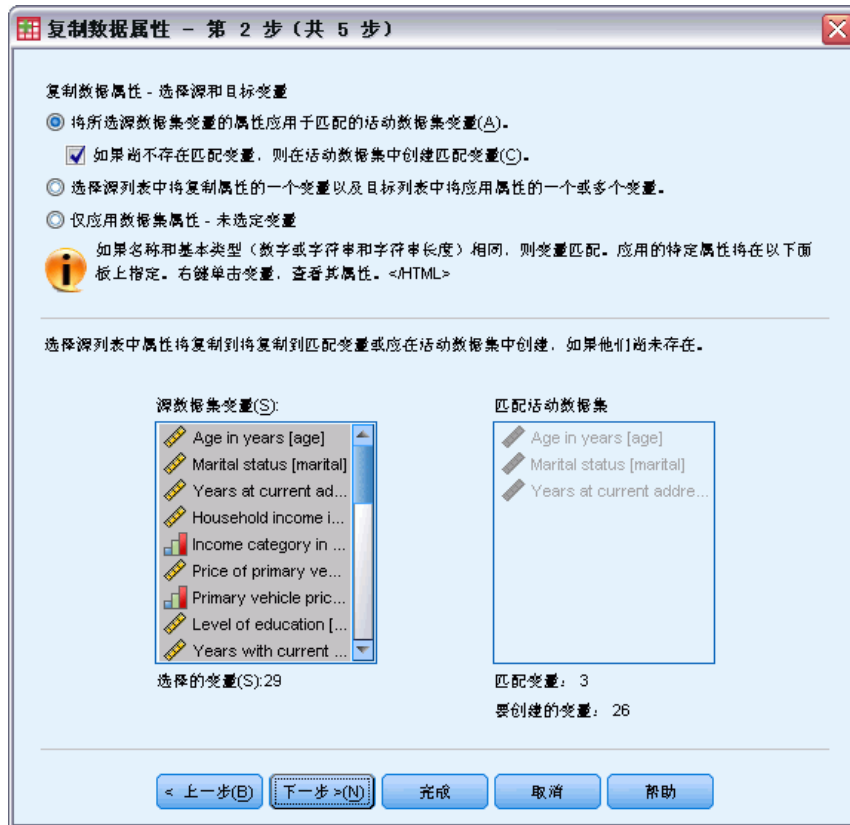 复制数据属性 - 第 2 步（共 5 步）
复制数据属性 - 选择源和目标变量
将所选源数据集变量的属性应用于匹配的活动数据集变量(A)。
如果尚不存在匹配变量，则在活动数据集中创建匹配变量(C)。
选择源列表中将复制属性的一个变量以及目标列表中将应用属性的一个或多个变量。
仅应用数据集属性 - 未选定变量
如果名称和基本类型（数字或字符串和字符串长度）相同，则变量匹配。应用的特定属性将在以下面
板上指定。右键单击变量，查看其属性。</HTML>
选择源列表中属性将复制到将复制到匹配变量或应在活动数据集中创建，如果他们尚未存在。
源数据集变量(S):
Age in years [age]
Marital status [marital]
Years at current ad...
Household income i...
Income category in ...
Price of primary ve...
Primary vehicle pric...
Level of education [...
Years with current ...
选择的变量(S):29
匹配活动数据集
Age in years [age]
Marital status [marital]
Years at current addre...
匹配变量： 3
要创建的变量： 26
< 上一步(B)
下一步 >(N)
完成
取消
帮助